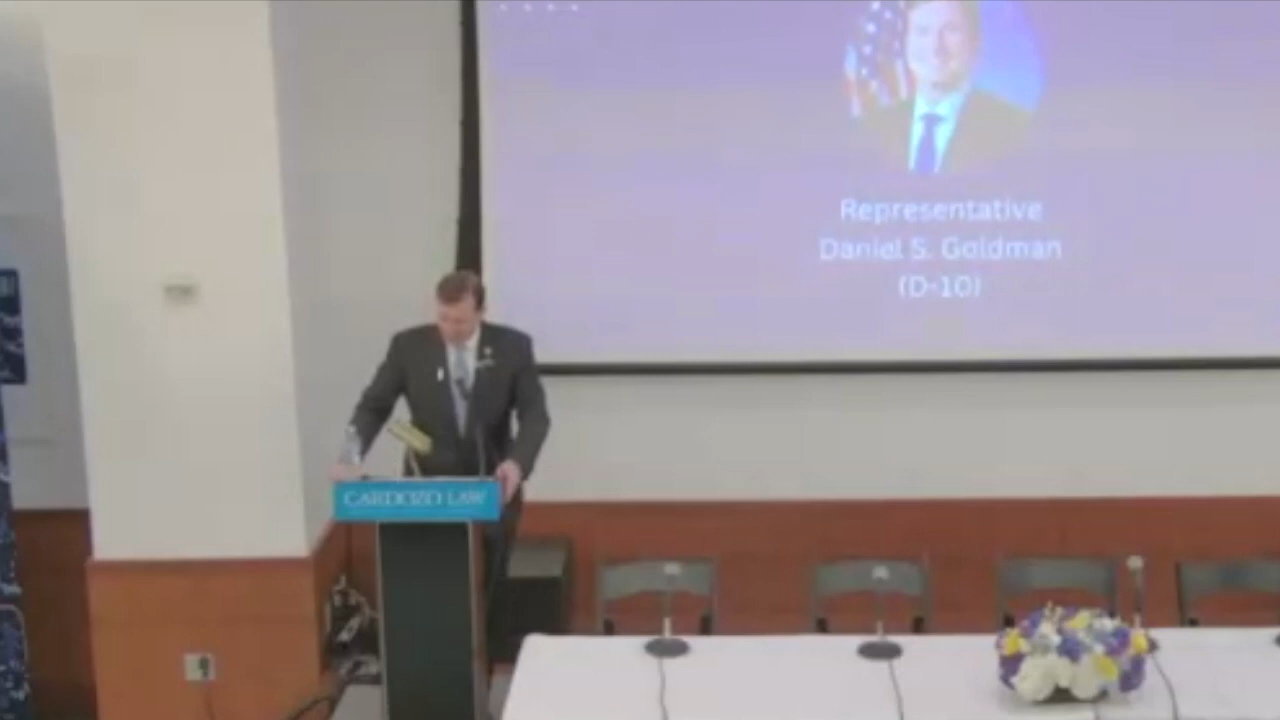 Representative
Daniel S. Goldman
(D-10)
CARDOZO LAW